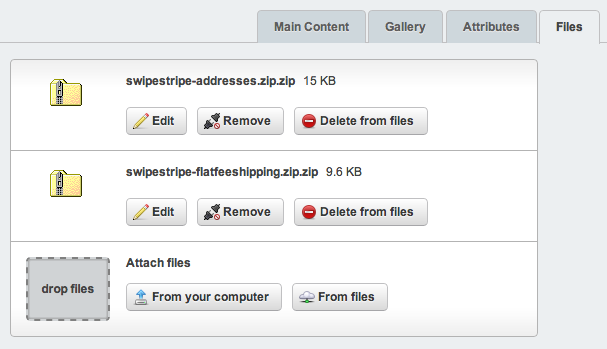 Main Content Gallery Attributes Files
swipestripe-addresses.zip.zip 15 KB
Edit Remove Delete from files
swipestripe-flatfeeshipping.zip.zip 9.6 KB
Edit Remove Delete from files
Attach files
drop files
From your computer From files